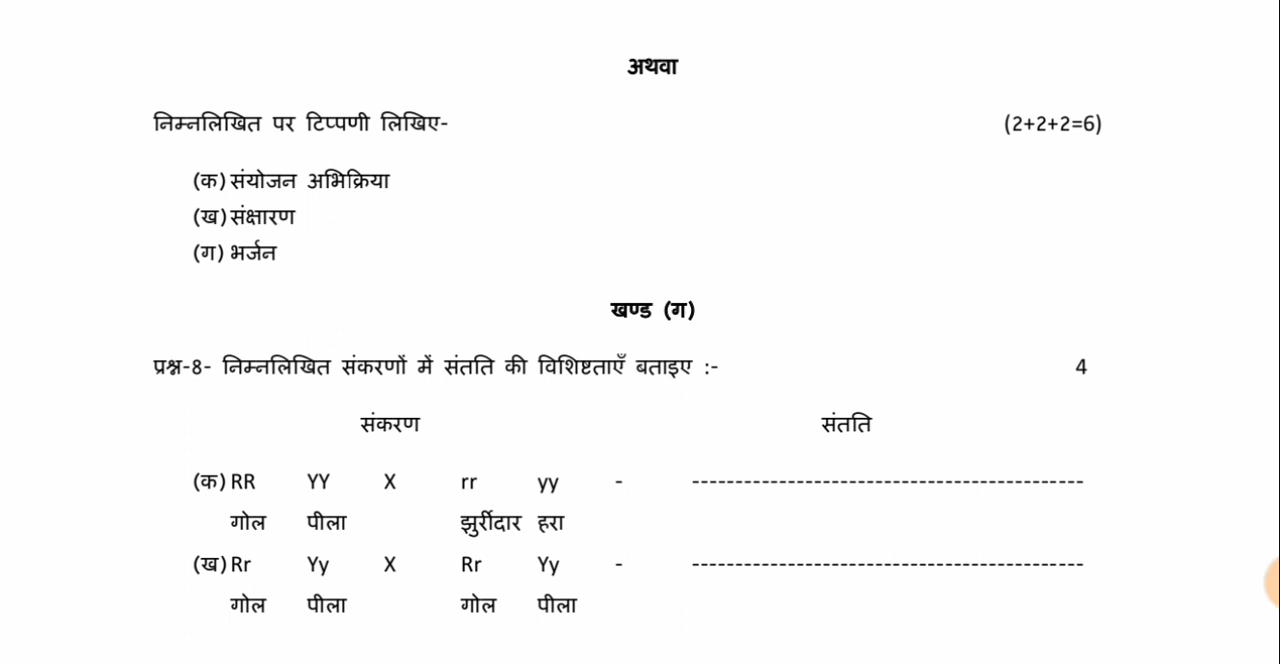 अथवा
निम्नलिखित पर टिप्पणी लिखिए- (2+2+2=6)
(क) संयोजन अभिक्रिया
(ख) संक्षारण
(ग) भर्जन
खण्ड (ग)
प्रश्न-8- निम्नलिखित संकरणों में संतति की विशिष्टताएँ बताइए :- 4
संकरण संतति
(क) RR YY X rr yy - ---------------------------------------------
गोल पीला झुर्रीदार हरा
(ख) Rr Yy X Rr Yy - ---------------------------------------------
गोल पीला गोल पीला